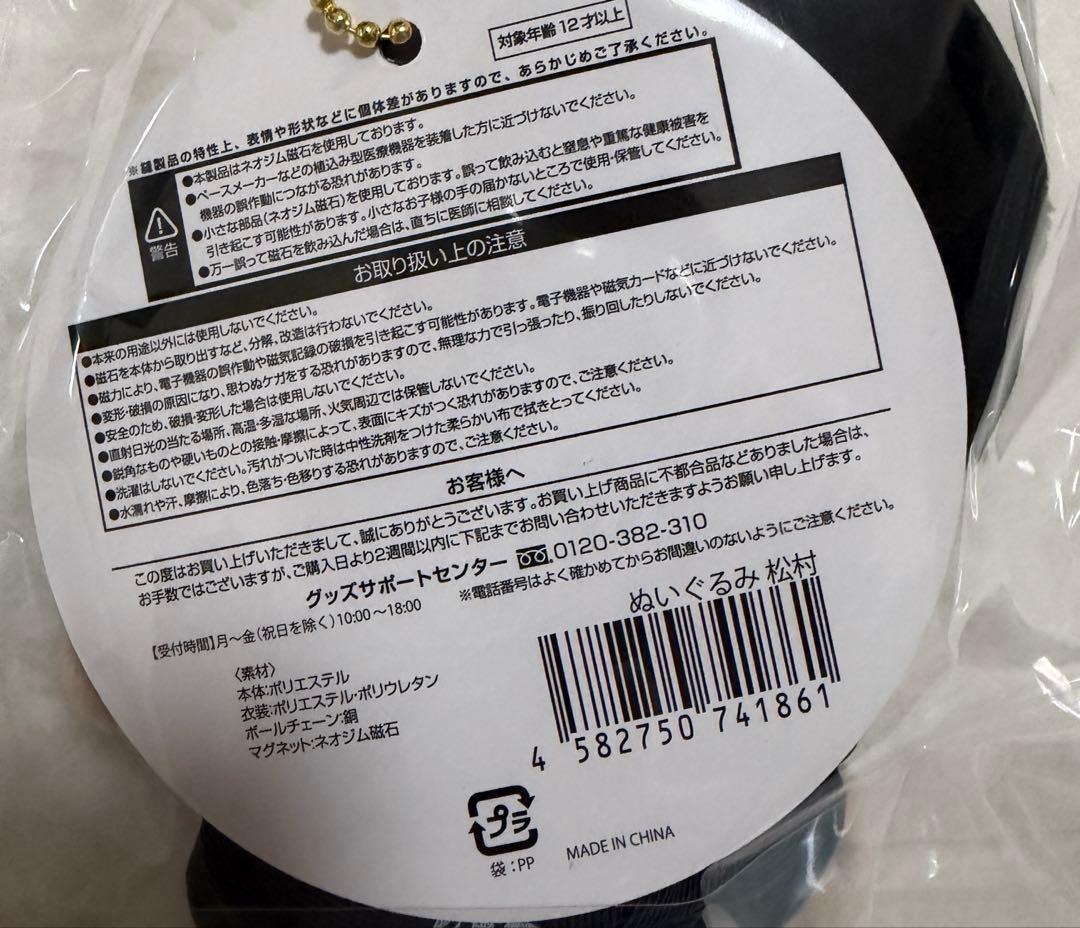 対象年齢12才以上
※縫製品の特性上、表情や形状などに個体差がありますので、あらかじめご了承ください。
警告
●本製品はネオジム磁石を使用しております。
●ペースメーカーなどの植込み型医療機器を装着した方に近づけないでください。
機器の誤作動につながる恐れがあります。
●小さな部品(ネオジム磁石)を使用しております。誤って飲み込むと窒息や重篤な健康被害を
引き起こす可能性があります。小さなお子様の手の届かないところで使用・保管してください。
●万一誤って磁石を飲み込んだ場合は、直ちに医師に相談してください。
お取り扱い上の注意
●本来の用途以外には使用しないでください。
●磁石を本体から取り出すなど、分解、改造は行わないでください。
●磁力により、電子機器の誤作動や磁気記録の破損を引き起こす可能性があります。電子機器や磁気カードなどに近づけないでください。
●変形・破損の原因になり、思わぬケガをする恐れがありますので、無理な力で引っ張ったり、振り回したりしないでください。
●安全のため、破損・変形した場合は使用しないでください。
●直射日光の当たる場所、高温・多湿な場所、火気周辺では保管しないでください。
●鋭角なものや硬いものとの接触・摩擦によって、表面にキズがつく恐れがありますので、ご注意ください。
●洗濯はしないでください。汚れがついた時は中性洗剤をつけた柔らかい布で拭きとってください。
●水濡れや汗、摩擦により、色落ち・色移りする恐れがありますので、ご注意ください。
お客様へ
この度はお買い上げいただきまして、誠にありがとうございます。お買い上げ商品に不都合品などありました場合は、
お手数ではございますが、ご購入日より2週間以内に下記までお問い合わせいただきますようお願い申し上げます。
グッズサポートセンター 0120-382-310
【受付時間】月～金(祝日を除く)10:00～18:00
※電話番号はよく確かめてからお間違いのないようにご注意ください。
〈素材〉
本体:ポリエステル
衣装:ポリエステル・ポリウレタン
ボールチェーン:銅
マグネット:ネオジム磁石
ぬいぐるみ 松村
4 582750 741861
プラ
袋:PP
MADE IN CHINA